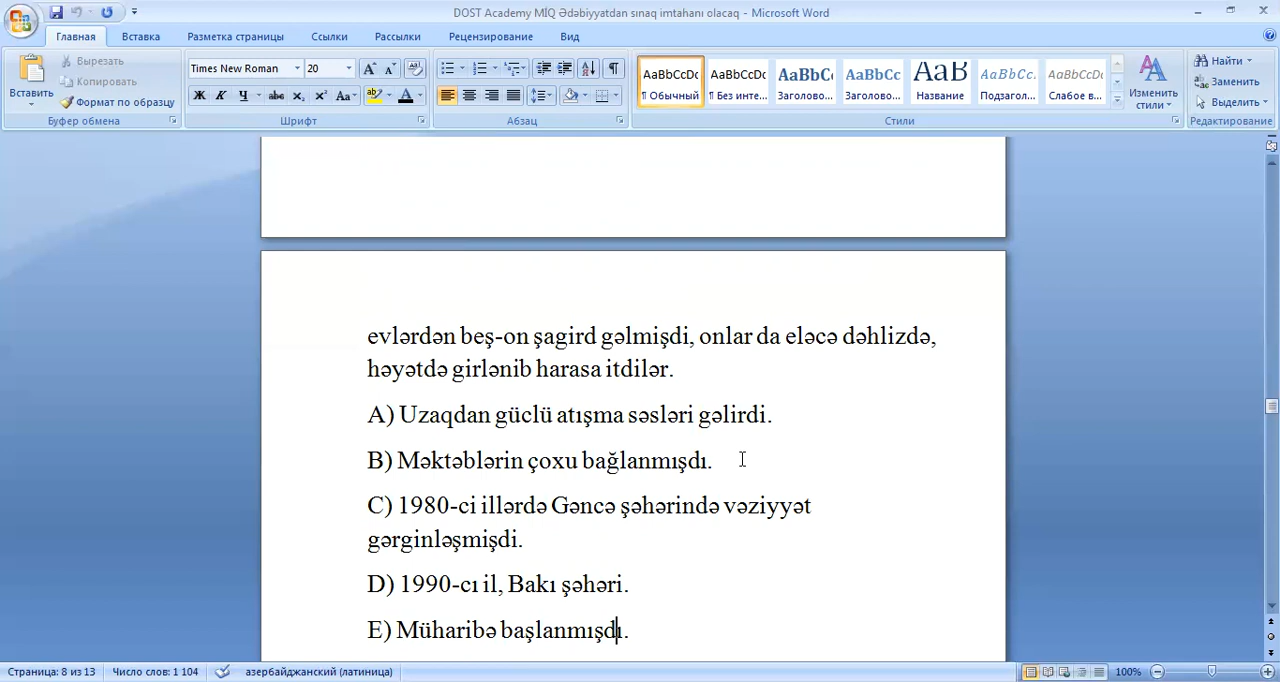 DOST Academy MİQ Ədəbiyyatdan sınaq imtahanı olacaq - Microsoft Word
Главная Вставка Разметка страницы Ссылки Рассылки Рецензирование Вид
Вставить
Вырезать
Копировать
Формат по образцу
Буфер обмена
Times New Roman 20
Ж К Ч abc x₂ x² Aa
Шрифт
Абзац
AaBbCcDc AaBbCcDc AaBbC AaBbCc AaB AaBbCc. AaBbCcDc
¶ Обычный ¶ Без инте... Заголово... Заголово... Название Подзагол... Слабое в...
Стили
Изменить
стили
Найти
Заменить
Выделить
Редактирование
evlərdən beş-on şagird gəlmişdi, onlar da eləcə dəhlizdə,
həyətdə girlənib harasa itdilər.
A) Uzaqdan güclü atışma səsləri gəlirdi.
B) Məktəblərin çoxu bağlanmışdı.
C) 1980-ci illərdə Gəncə şəhərində vəziyyət
gərginləşmişdi.
D) 1990-cı il, Bakı şəhəri.
E) Müharibə başlanmışdı.
Страница: 8 из 13 Число слов: 1 104 азербайджанский (латиница) 100%